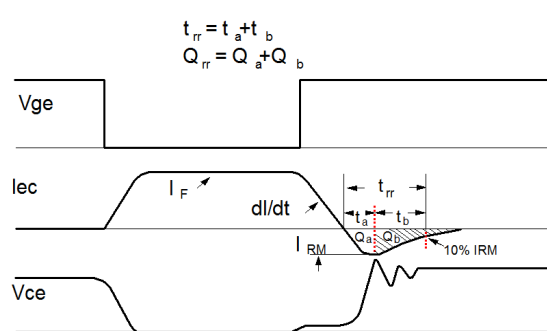 t rr = t a + t b
Q rr = Q a + Q b
Vge
Iec
I F
dI/dt
t rr
t a
t b
Q a
Q b
I RM
10% IRM
Vce